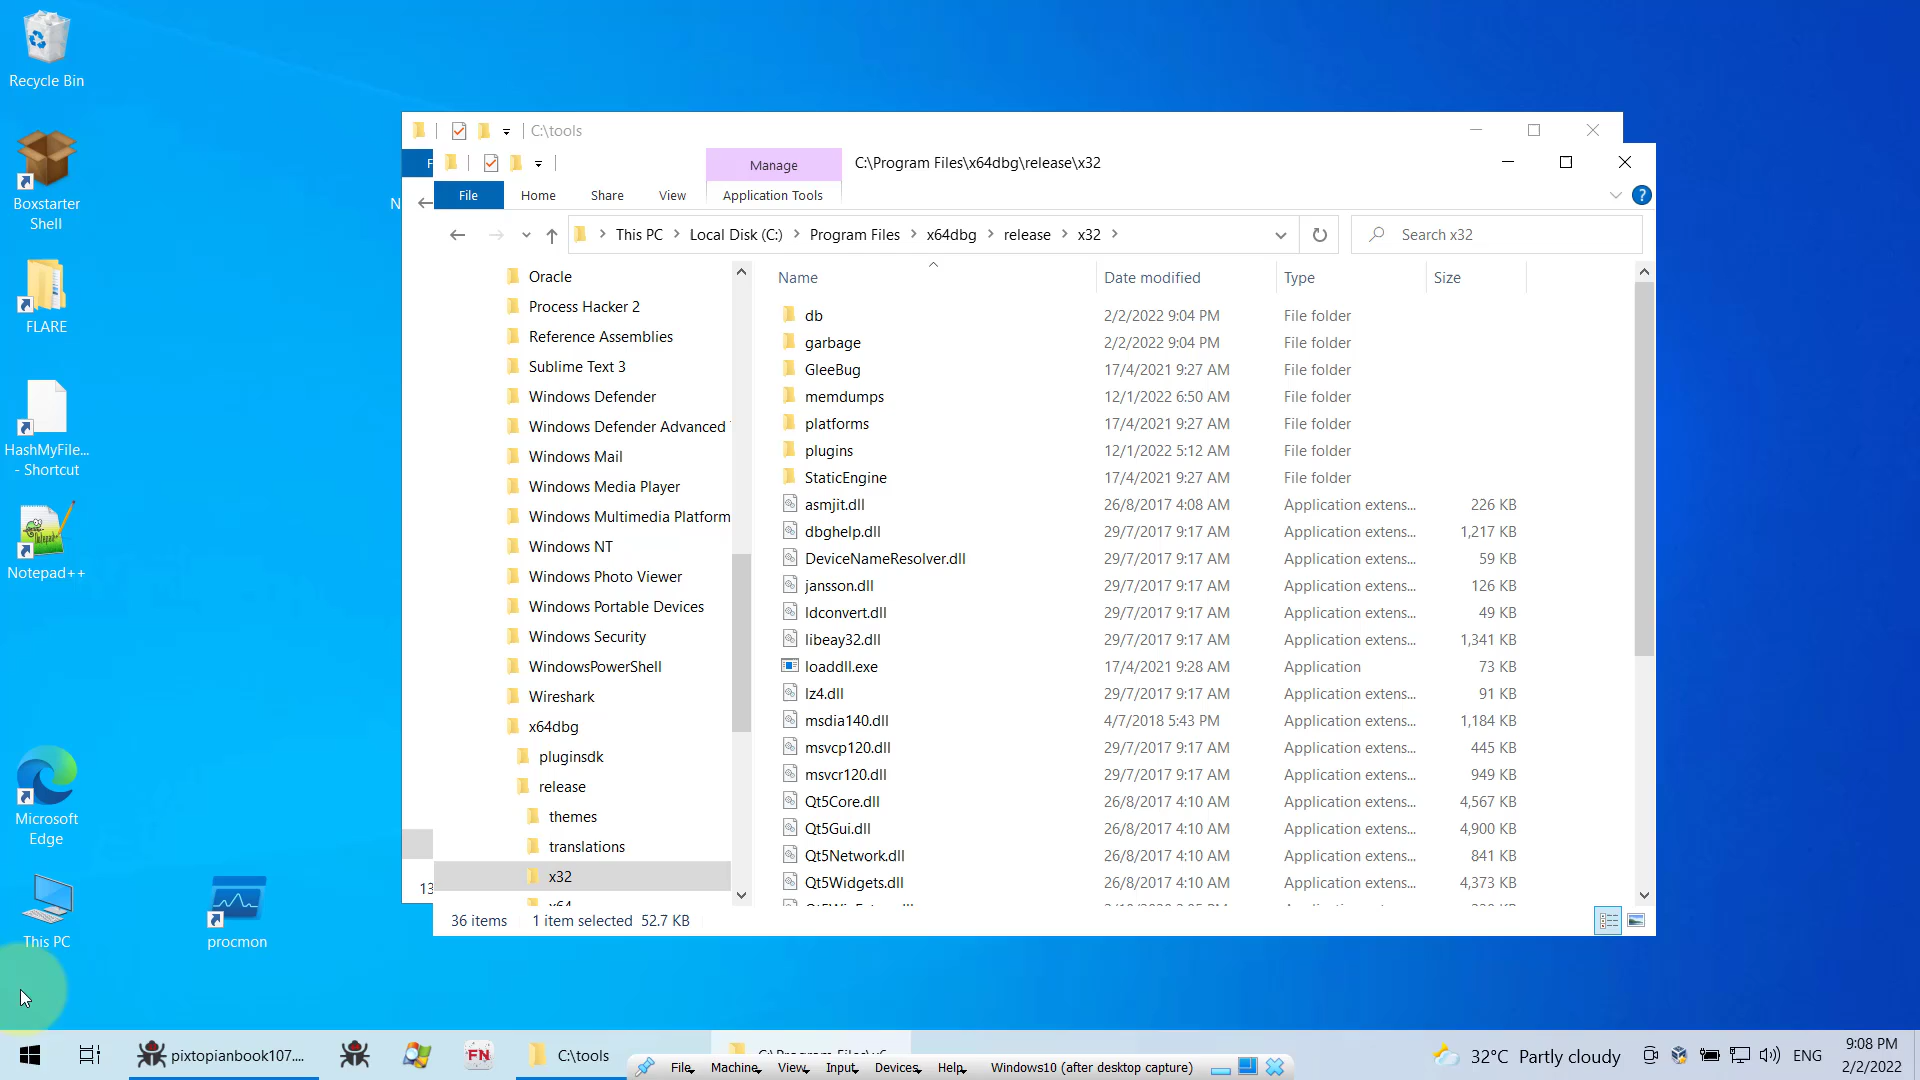 Recycle Bin
Boxstarter
Shell
FLARE
HashMyFile...
- Shortcut
Notepad++
Microsoft
Edge
This PC
procmon
C:\tools
N
13
Manage
C:\Program Files\x64dbg\release\x32
File
Home
Share
View
Application Tools
This PC
Local Disk (C:)
Program Files
x64dbg
release
x32
Search x32
Oracle
Process Hacker 2
Reference Assemblies
Sublime Text 3
Windows Defender
Windows Defender Advanced
Windows Mail
Windows Media Player
Windows Multimedia Platform
Windows NT
Windows Photo Viewer
Windows Portable Devices
Windows Security
WindowsPowerShell
Wireshark
x64dbg
pluginsdk
release
themes
translations
x32
x64
Name Date modified Type Size
db 2/2/2022 9:04 PM File folder
garbage 2/2/2022 9:04 PM File folder
GleeBug 17/4/2021 9:27 AM File folder
memdumps 12/1/2022 6:50 AM File folder
platforms 17/4/2021 9:27 AM File folder
plugins 12/1/2022 5:12 AM File folder
StaticEngine 17/4/2021 9:27 AM File folder
asmjit.dll 26/8/2017 4:08 AM Application extens... 226 KB
dbghelp.dll 29/7/2017 9:17 AM Application extens... 1,217 KB
DeviceNameResolver.dll 29/7/2017 9:17 AM Application extens... 59 KB
jansson.dll 29/7/2017 9:17 AM Application extens... 126 KB
ldconvert.dll 29/7/2017 9:17 AM Application extens... 49 KB
libeay32.dll 29/7/2017 9:17 AM Application extens... 1,341 KB
loaddll.exe 17/4/2021 9:28 AM Application 73 KB
lz4.dll 29/7/2017 9:17 AM Application extens... 91 KB
msdia140.dll 4/7/2018 5:43 PM Application extens... 1,184 KB
msvcp120.dll 29/7/2017 9:17 AM Application extens... 445 KB
msvcr120.dll 29/7/2017 9:17 AM Application extens... 949 KB
Qt5Core.dll 26/8/2017 4:10 AM Application extens... 4,567 KB
Qt5Gui.dll 26/8/2017 4:10 AM Application extens... 4,900 KB
Qt5Network.dll 26/8/2017 4:10 AM Application extens... 841 KB
Qt5Widgets.dll 26/8/2017 4:10 AM Application extens... 4,373 KB
36 items 1 item selected 52.7 KB
pixtopianbook107....
FN
C:\tools
File Machine View Input Devices Help Windows10 (after desktop capture)
32°C Partly cloudy
ENG
9:08 PM
2/2/2022